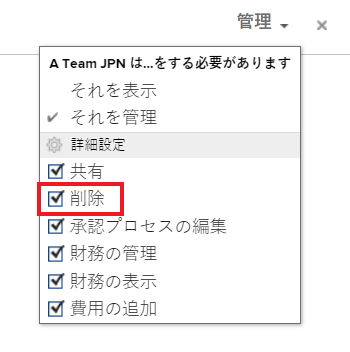 管理
A Team JPN は...をする必要があります
それを表示
それを管理
詳細設定
共有
削除
承認プロセスの編集
財務の管理
財務の表示
費用の追加